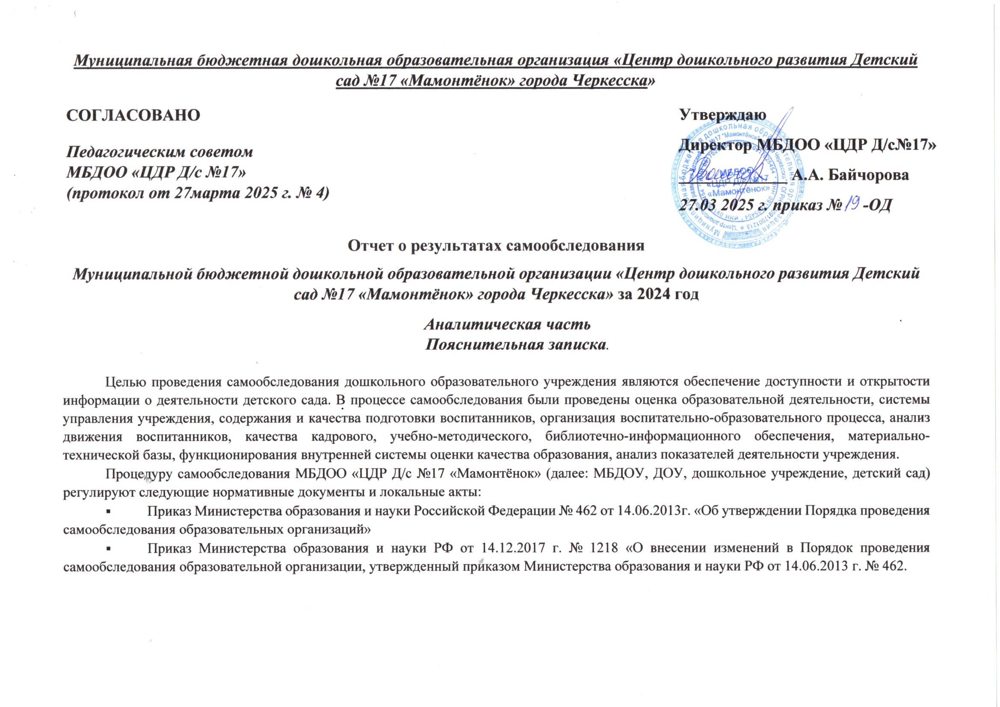 Муниципальная бюджетная дошкольная образовательная организация «Центр дошкольного развития Детский
сад №17 «Мамонтёнок» города Черкесска»
СОГЛАСОВАНО
Педагогическим советом
МБДОО «ЦДР Д/с №17»
(протокол от 27марта 2025 г. № 4)
Утверждаю
Директор МБДОО «ЦДР Д/с№17»
А.А. Байчорова
27.03 2025 г. приказ № 19 -ОД
МБДОО
«ЦДР Д/с №17
«Мамонтёнок»
Отчет о результатах самообследования
Муниципальной бюджетной дошкольной образовательной организации «Центр дошкольного развития Детский
сад №17 «Мамонтёнок» города Черкесска» за 2024 год
Аналитическая часть
Пояснительная записка.
Целью проведения самообследования дошкольного образовательного учреждения являются обеспечение доступности и открытости
информации о деятельности детского сада. В процессе самообследования были проведены оценка образовательной деятельности, системы
управления учреждения, содержания и качества подготовки воспитанников, организация воспитательно-образовательного процесса, анализ
движения воспитанников, качества кадрового, учебно-методического, библиотечно-информационного обеспечения, материально-
технической базы, функционирования внутренней системы оценки качества образования, анализ показателей деятельности учреждения.
Процедуру самообследования МБДОО «ЦДР Д/с №17 «Мамонтёнок» (далее: МБДОУ, ДОУ, дошкольное учреждение, детский сад)
регулируют следующие нормативные документы и локальные акты:
▪ Приказ Министерства образования и науки Российской Федерации № 462 от 14.06.2013г. «Об утверждении Порядка проведения
самообследования образовательных организаций»
▪ Приказ Министерства образования и науки РФ от 14.12.2017 г. № 1218 «О внесении изменений в Порядок проведения
самообследования образовательной организации, утвержденный приказом Министерства образования и науки РФ от 14.06.2013 г. № 462.